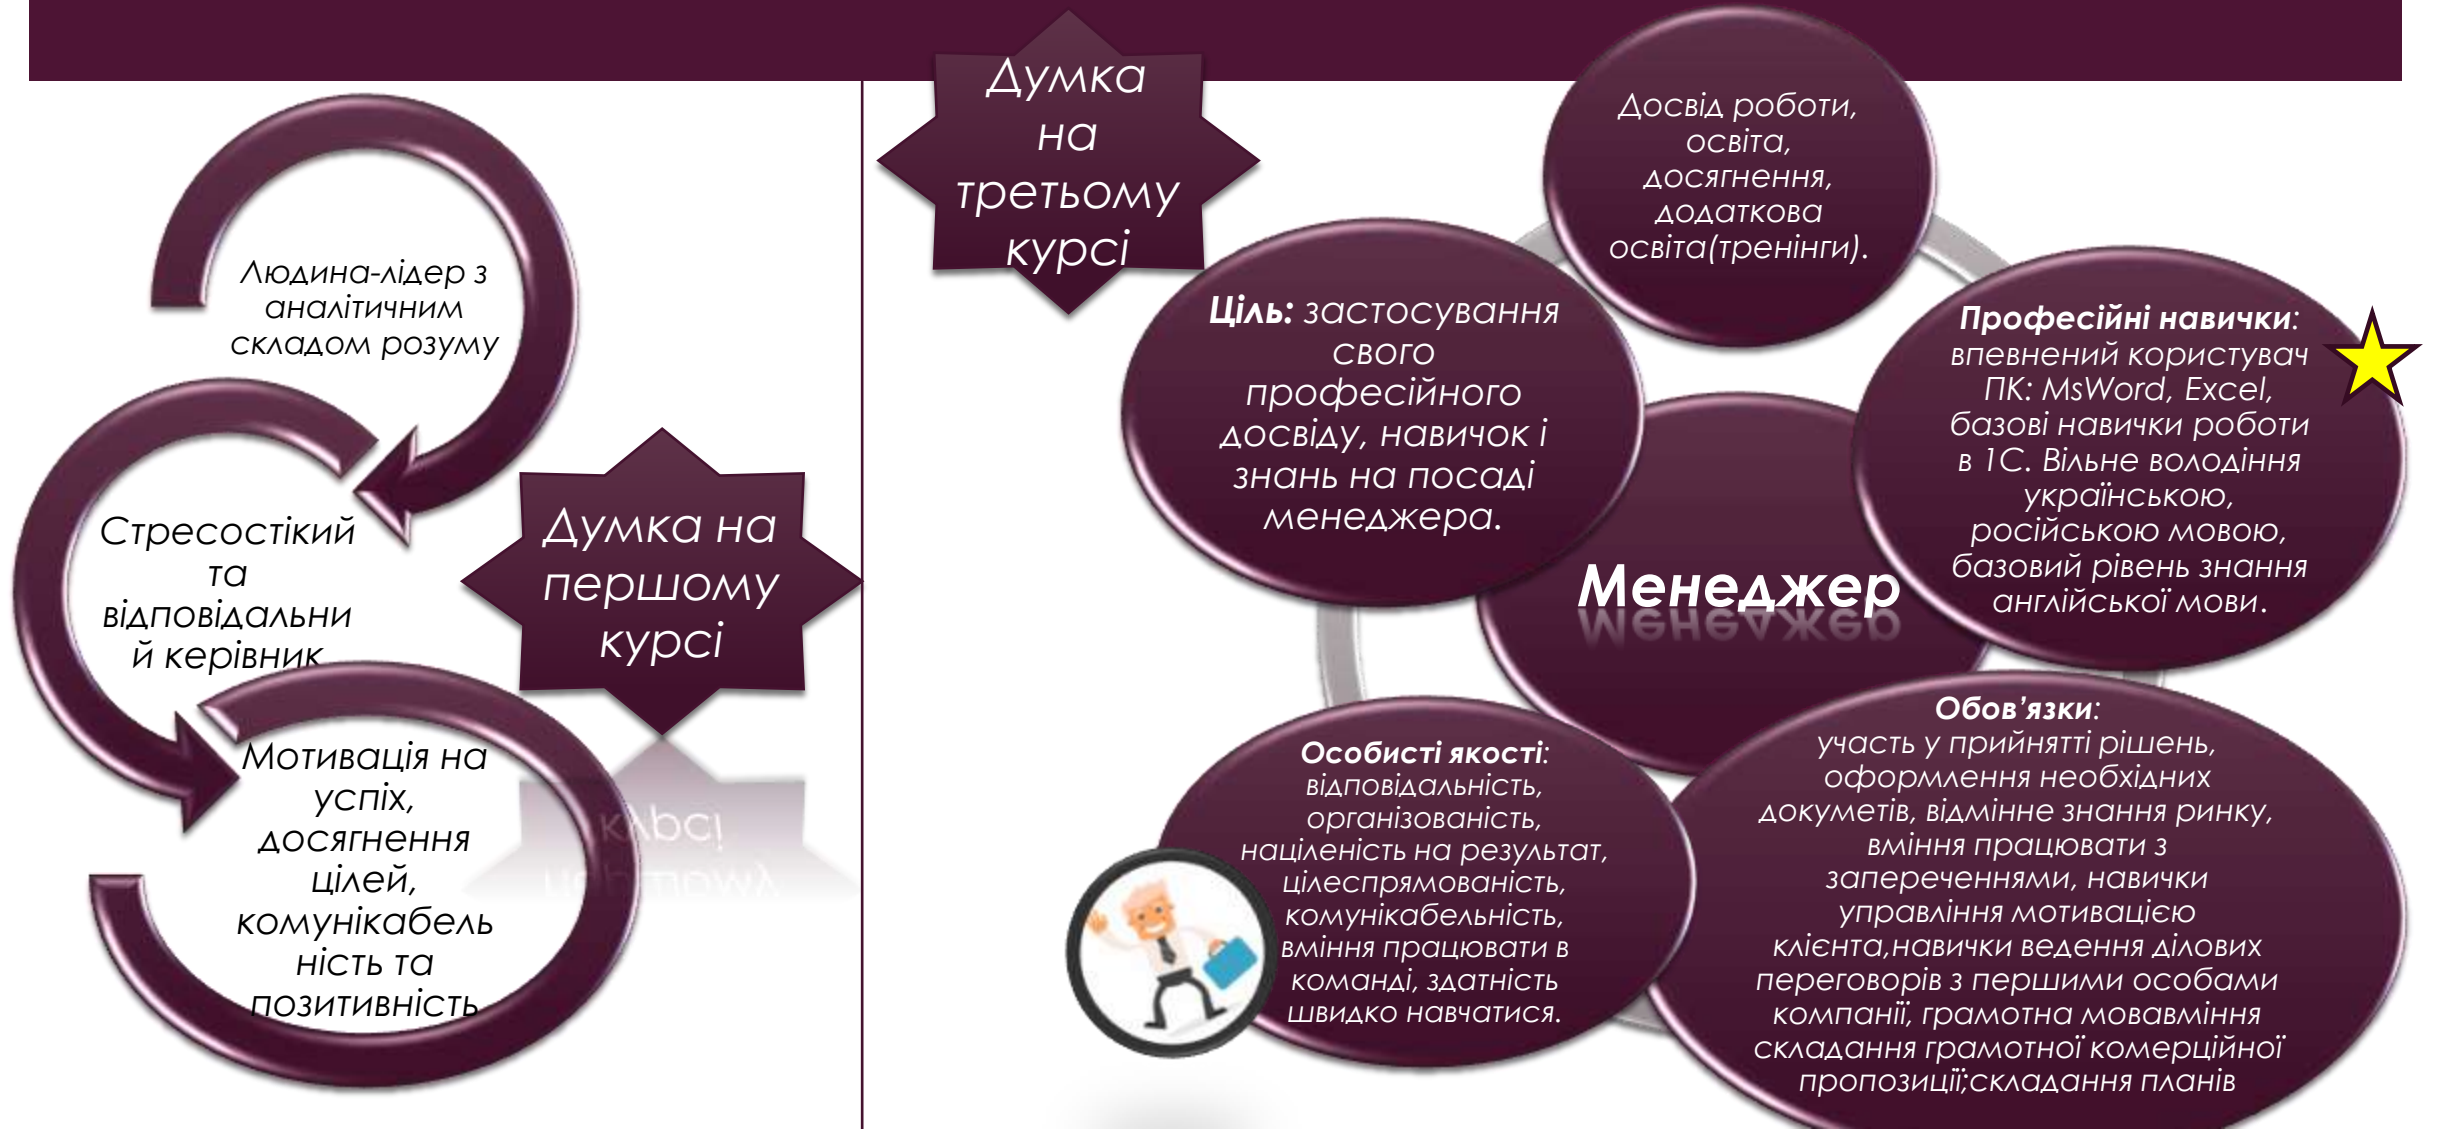 Людина-лідер з
аналітичним
складом розуму
Стресостікий
та
відповідальни
й керівник
Мотивація на
успіх,
досягнення
цілей,
комунікабель
ність та
позитивність
Думка на
першому
курсі
Думка
на
третьому
курсі
Досвід роботи,
освіта,
досягнення,
додаткова
освіта(тренінги).
Ціль: застосування
свого
професійного
досвіду, навичок і
знань на посаді
менеджера.
Професійні навички:
впевнений користувач
ПК: MsWord, Excel,
базові навички роботи
в 1С. Вільне володіння
українською,
російською мовою,
базовий рівень знання
англійської мови.
Менеджер
Особисті якості:
відповідальність,
організованість,
націленість на результат,
цілеспрямованість,
комунікабельність,
вміння працювати в
команді, здатність
швидко навчатися.
Обов’язки:
участь у прийнятті рішень,
оформлення необхідних
докуметів, відмінне знання ринку,
вміння працювати з
запереченнями, навички
управління мотивацією
клієнта,навички ведення ділових
переговорів з першими особами
компанії, грамотна мовавміння
складання грамотної комерційної
пропозиції;складання планів